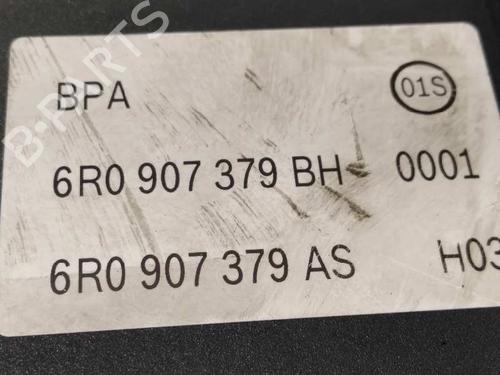 BPA 01S
6R0 907 379 BH 0001
6R0 907 379 AS H03
B-PARTS